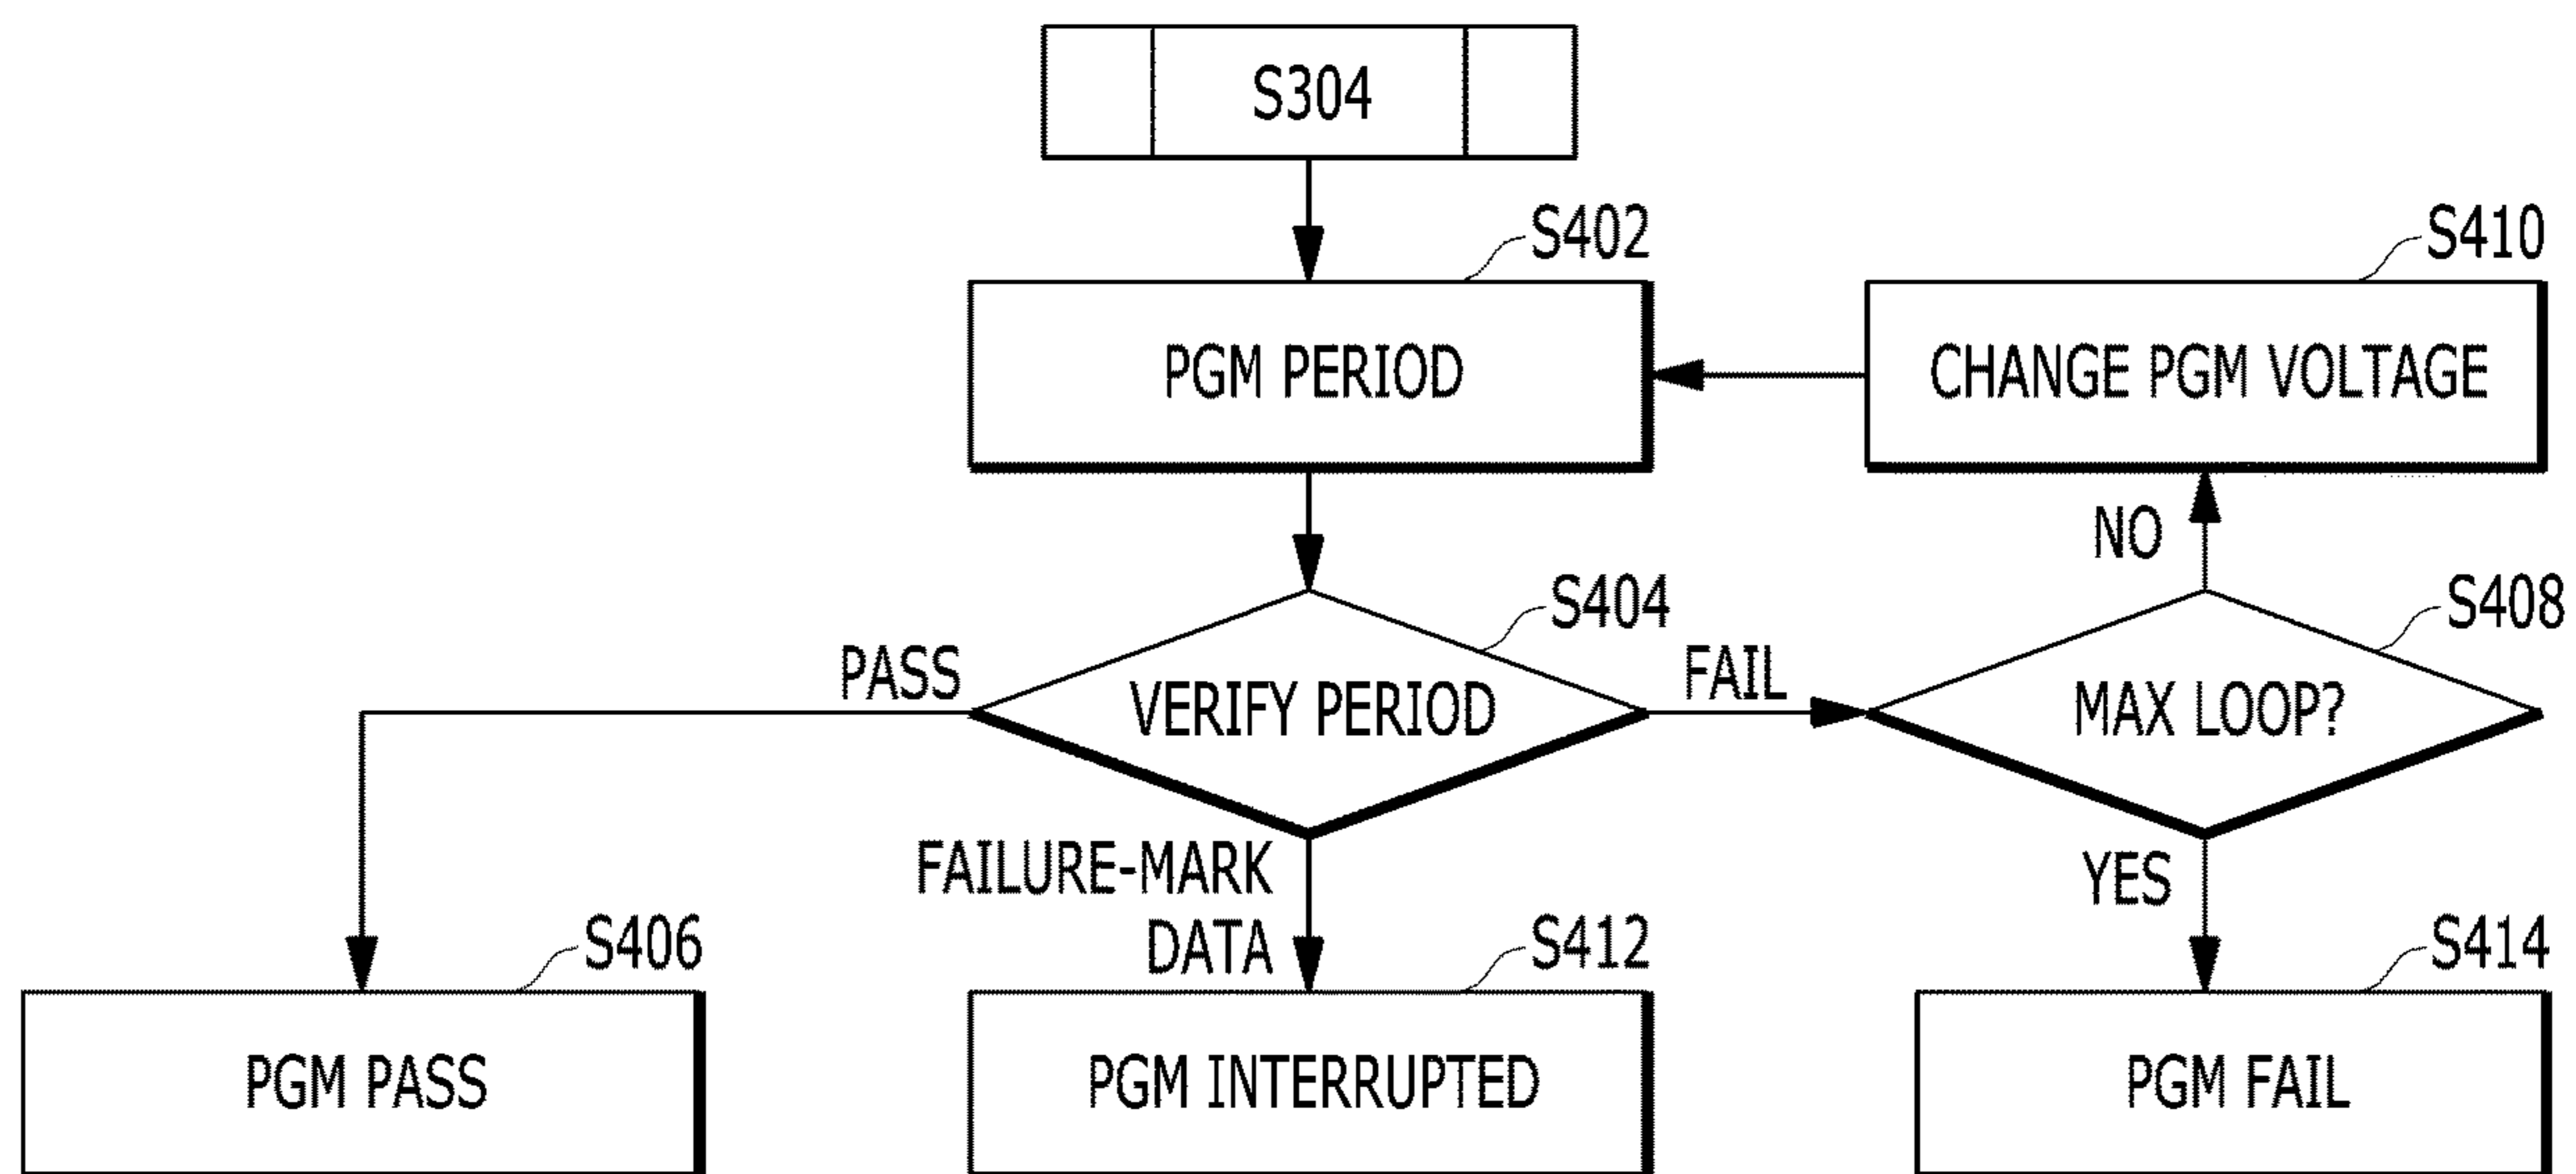 S304
S402
S410
PGM PERIOD
CHANGE PGM VOLTAGE
NO
S404
S408
PASS
FAIL
VERIFY PERIOD
MAX LOOP?
FAILURE-MARK
DATA
YES
S406
S412
S414
PGM PASS
PGM INTERRUPTED
PGM FAIL